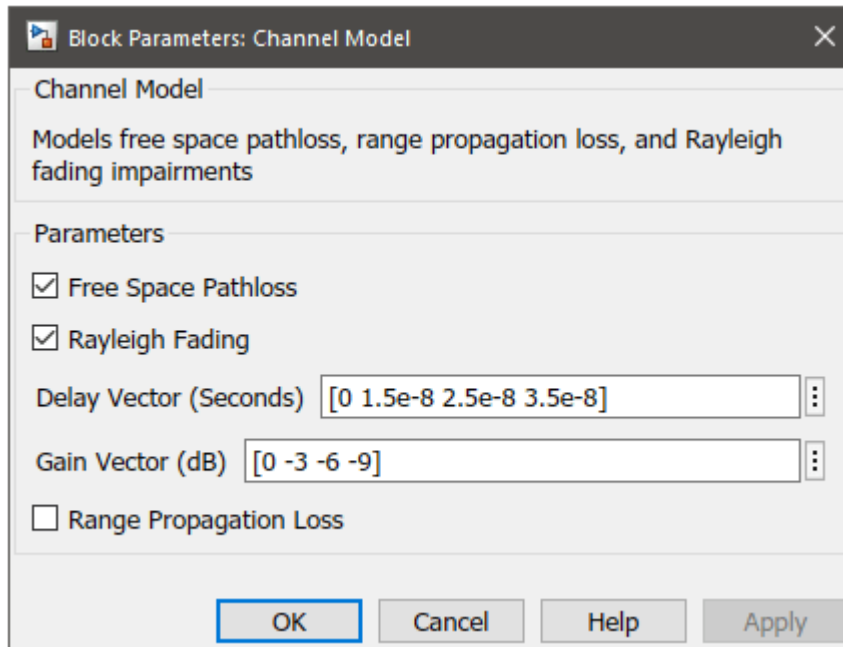 Block Parameters: Channel Model
Channel Model
Models free space pathloss, range propagation loss, and Rayleigh
fading impairments
Parameters
Free Space Pathloss
Rayleigh Fading
Delay Vector (Seconds) [0 1.5e-8 2.5e-8 3.5e-8]
Gain Vector (dB) [0 -3 -6 -9]
Range Propagation Loss
OK Cancel Help Apply